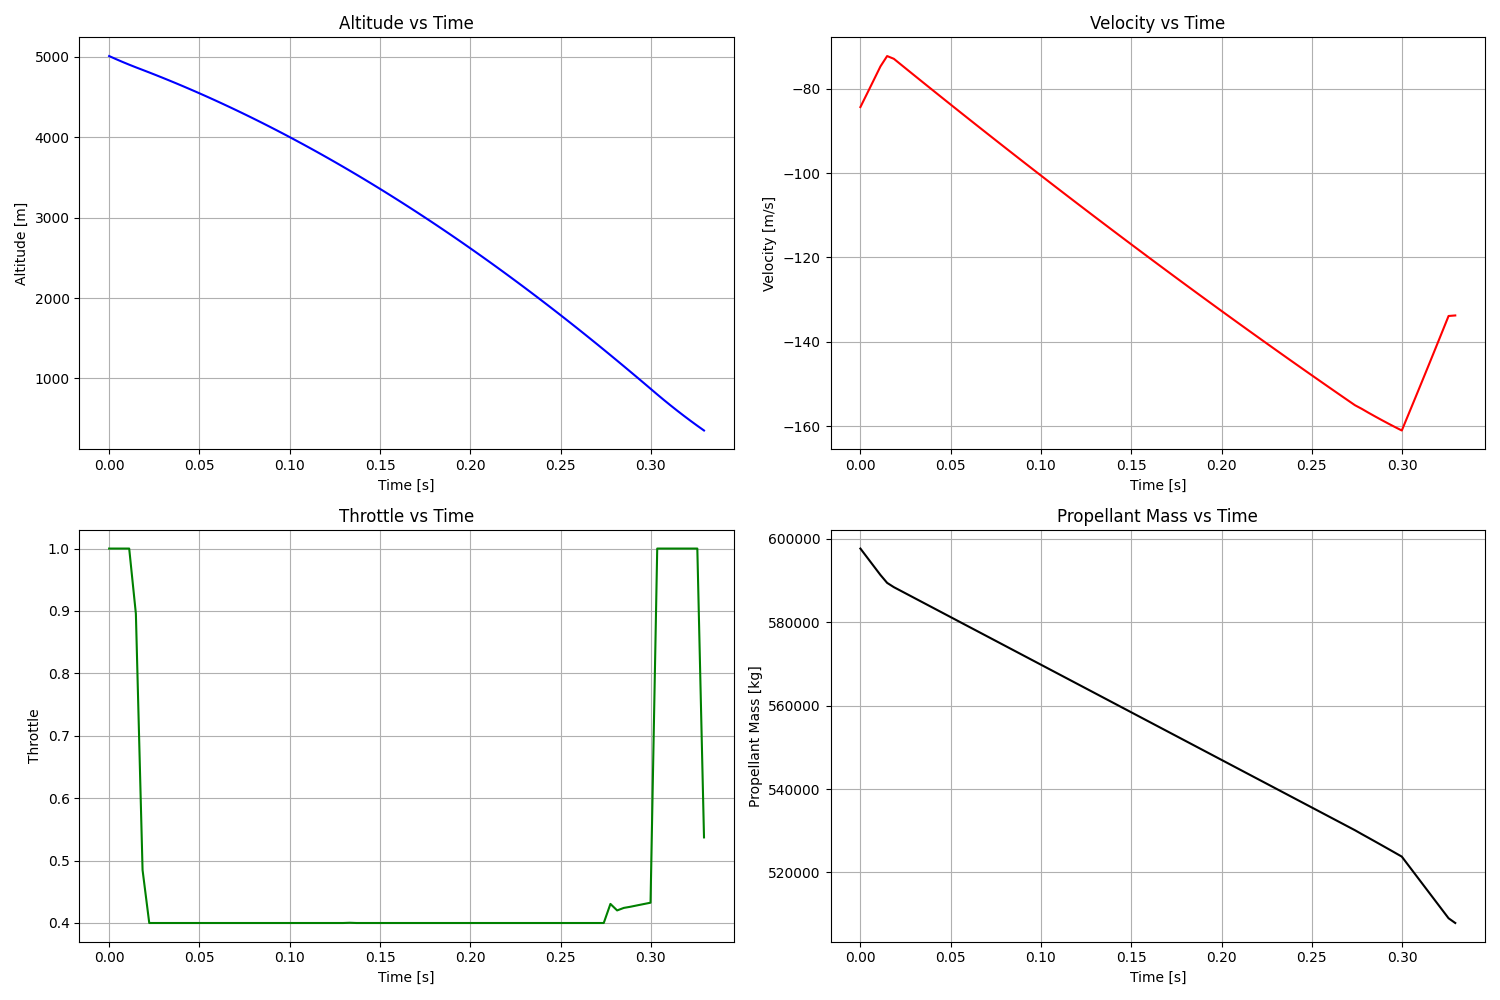 Altitude vs Time
Altitude [m]
5000
4000
3000
2000
1000
0.00 0.05 0.10 0.15 0.20 0.25 0.30
Time [s]
Velocity vs Time
Velocity [m/s]
−80
−100
−120
−140
−160
0.00 0.05 0.10 0.15 0.20 0.25 0.30
Time [s]
Throttle vs Time
Throttle
1.0
0.9
0.8
0.7
0.6
0.5
0.4
0.00 0.05 0.10 0.15 0.20 0.25 0.30
Time [s]
Propellant Mass vs Time
Propellant Mass [kg]
600000
580000
560000
540000
520000
0.00 0.05 0.10 0.15 0.20 0.25 0.30
Time [s]